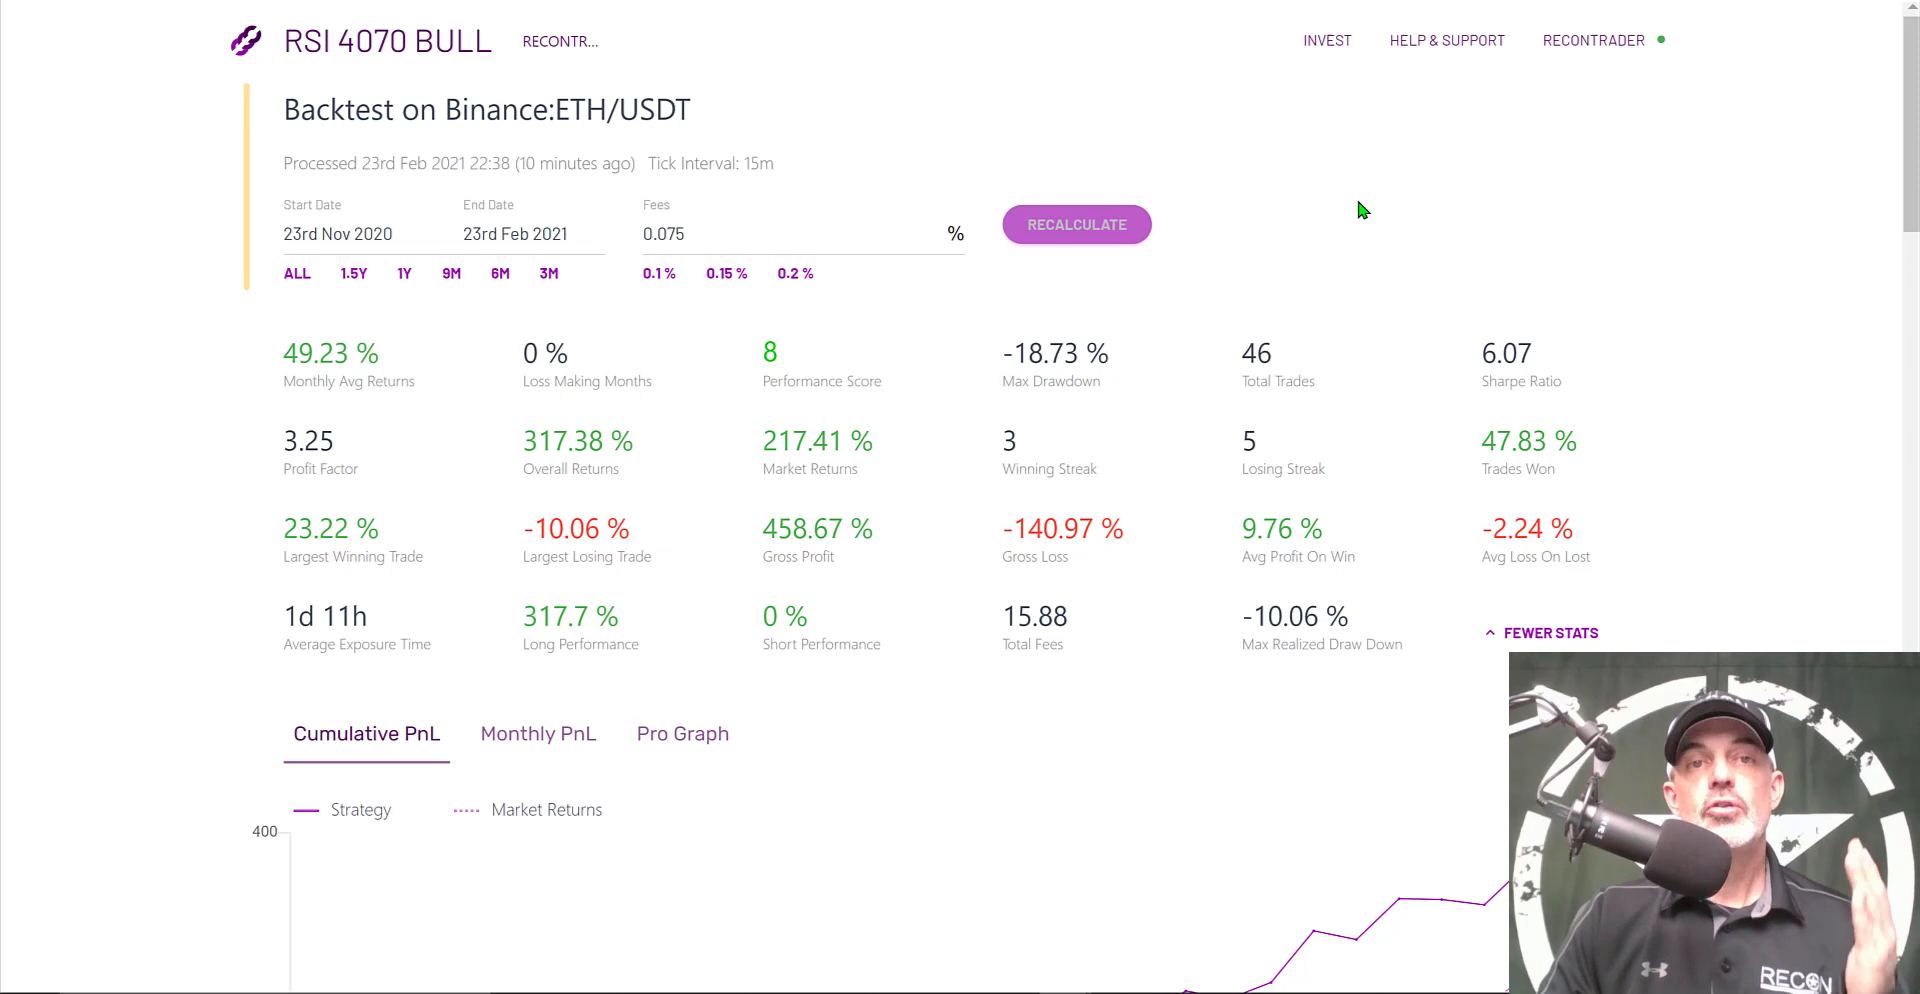 RSI 4070 BULL RECONTR... INVEST HELP & SUPPORT RECONTRADER
Backtest on Binance:ETH/USDT
Processed 23rd Feb 2021 22:38 (10 minutes ago) Tick Interval: 15m
Start Date End Date Fees
23rd Nov 2020 23rd Feb 2021 0.075 % RECALCULATE
ALL 1.5Y 1Y 9M 6M 3M 0.1 % 0.15 % 0.2 %
49.23 % 0 % 8 -18.73 % 46 6.07
Monthly Avg Returns Loss Making Months Performance Score Max Drawdown Total Trades Sharpe Ratio
3.25 317.38 % 217.41 % 3 5 47.83 %
Profit Factor Overall Returns Market Returns Winning Streak Losing Streak Trades Won
23.22 % -10.06 % 458.67 % -140.97 % 9.76 % -2.24 %
Largest Winning Trade Largest Losing Trade Gross Profit Gross Loss Avg Profit On Win Avg Loss On Lost
1d 11h 317.7 % 0 % 15.88 -10.06 %
Average Exposure Time Long Performance Short Performance Total Fees Max Realized Draw Down
FEWER STATS
Cumulative PnL Monthly PnL Pro Graph
Strategy Market Returns
400
RECON